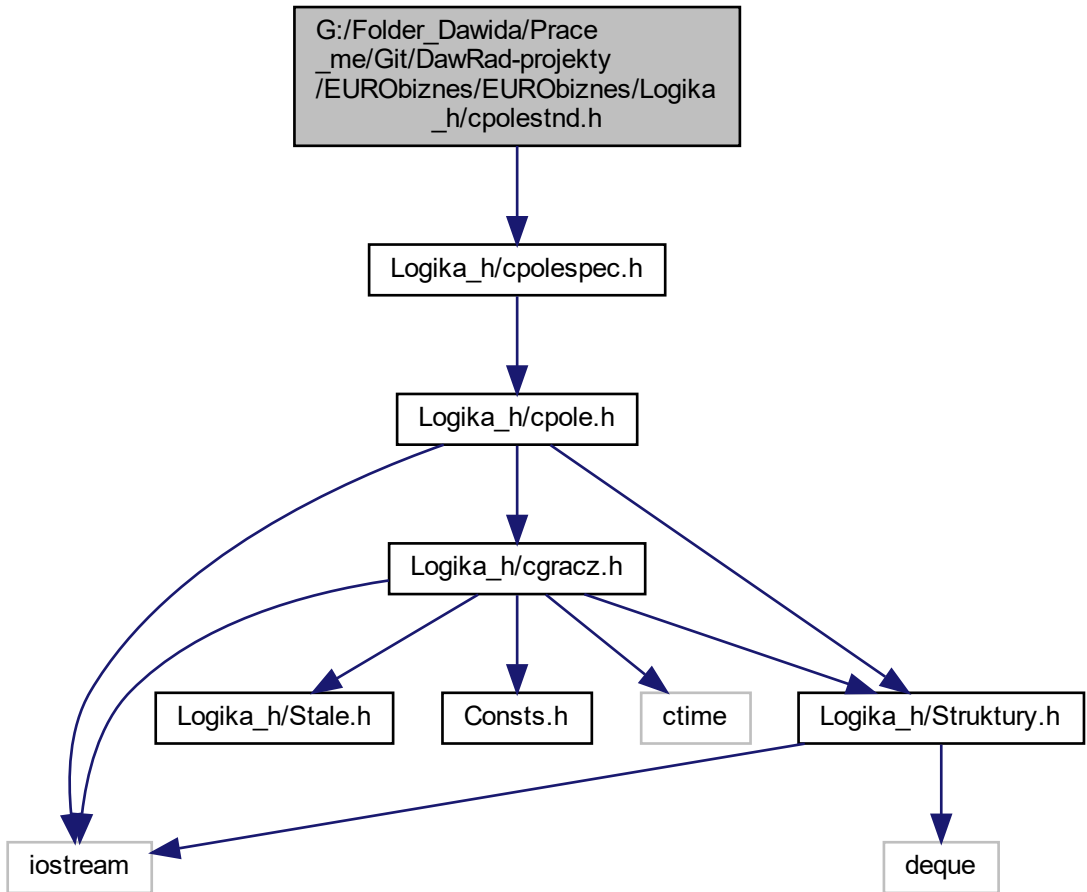 G:/Folder_Dawida/Prace
_me/Git/DawRad-projekty
/EURObiznes/EURObiznes/Logika
_h/cpolestnd.h
Logika_h/cpolespec.h
Logika_h/cpole.h
Logika_h/cgracz.h
Logika_h/Stale.h
Consts.h
ctime
Logika_h/Struktury.h
iostream
deque